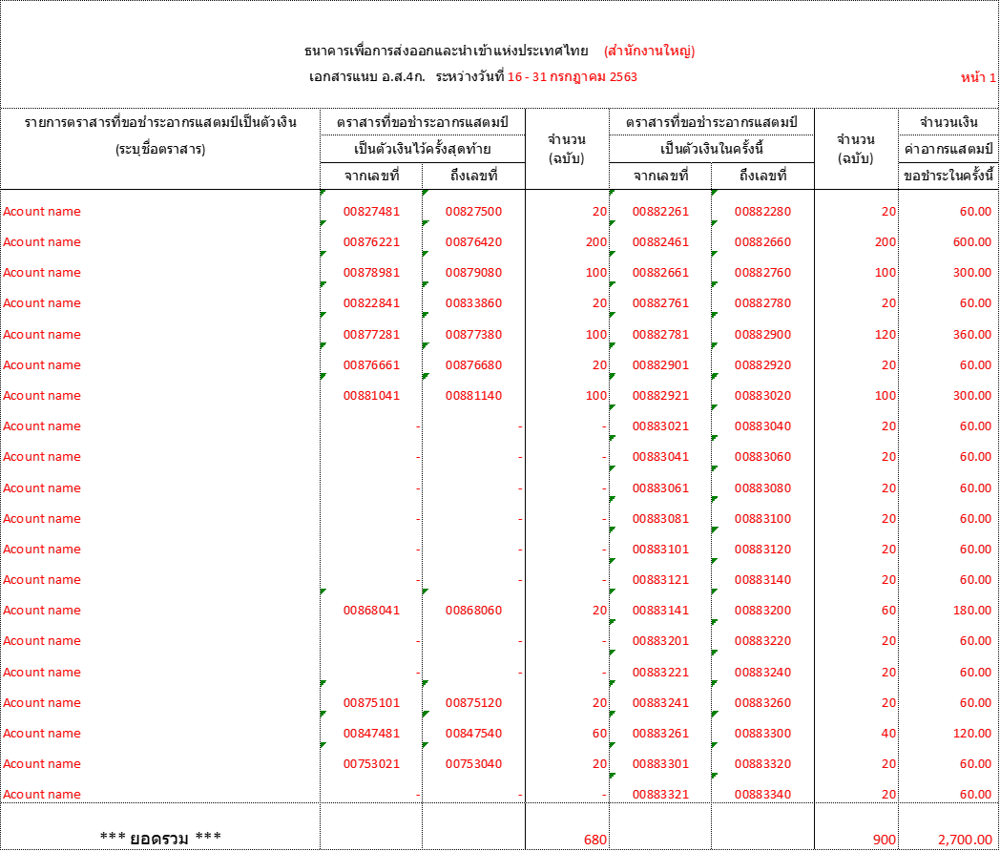 ธนาคารเพื่อการส่งออกและนำเข้าแห่งประเทศไทย (สำนักงานใหญ่)
เอกสารแนบ อ.ส.4ก. ระหว่างวันที่ 16 - 31 กรกฎาคม 2563 หน้า 1
รายการตราสารที่ขอชำระอากรแสตมป์เป็นตัวเงิน ตราสารที่ขอชำระอากรแสตมป์ จำนวน ตราสารที่ขอชำระอากรแสตมป์ จำนวน จำนวนเงิน
(ระบุชื่อตราสาร) เป็นตัวเงินไว้ครั้งสุดท้าย (ฉบับ) เป็นตัวเงินในครั้งนี้ (ฉบับ) ค่าอากรแสตมป์
จากเลขที่ ถึงเลขที่ จากเลขที่ ถึงเลขที่ ขอชำระในครั้งนี้
Acount name 00827481 00827500 20 00882261 00882280 20 60.00
Acount name 00876221 00876420 200 00882461 00882660 200 600.00
Acount name 00878981 00879080 100 00882661 00882760 100 300.00
Acount name 00822841 00833860 20 00882761 00882780 20 60.00
Acount name 00877281 00877380 100 00882781 00882900 120 360.00
Acount name 00876661 00876680 20 00882901 00882920 20 60.00
Acount name 00881041 00881140 100 00882921 00883020 100 300.00
Acount name - - - 00883021 00883040 20 60.00
Acount name - - - 00883041 00883060 20 60.00
Acount name - - - 00883061 00883080 20 60.00
Acount name - - - 00883081 00883100 20 60.00
Acount name - - - 00883101 00883120 20 60.00
Acount name - - - 00883121 00883140 20 60.00
Acount name 00868041 00868060 20 00883141 00883200 60 180.00
Acount name - - - 00883201 00883220 20 60.00
Acount name - - - 00883221 00883240 20 60.00
Acount name 00875101 00875120 20 00883241 00883260 20 60.00
Acount name 00847481 00847540 60 00883261 00883300 40 120.00
Acount name 00753021 00753040 20 00883301 00883320 20 60.00
Acount name - - - 00883321 00883340 20 60.00
*** ยอดรวม *** 680 900 2,700.00